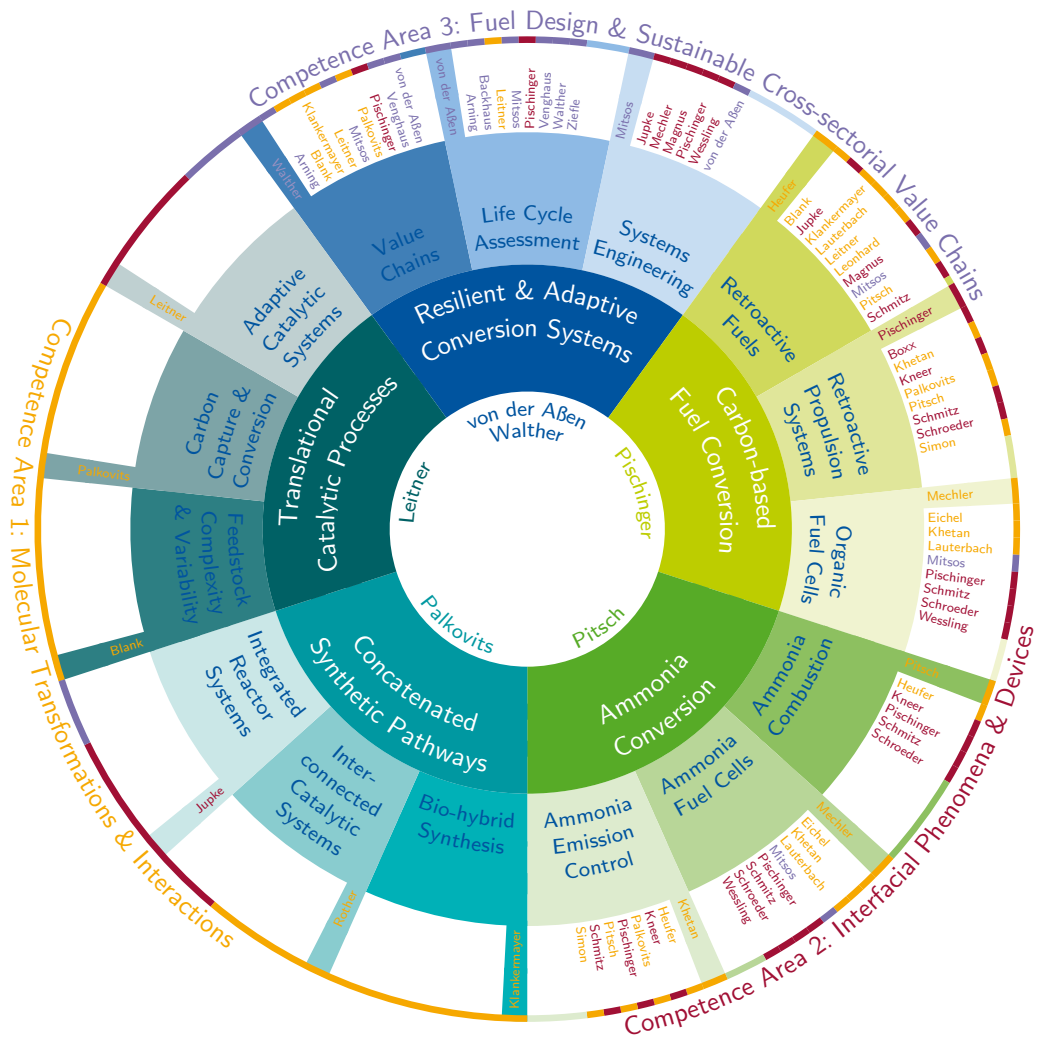 Competence Area 3: Fuel Design & Sustainable Cross-sectorial Value Chains
Competence Area 2: Interfacial Phenomena & Devices
Competence Area 1: Molecular Transformations & Interactions
Resilient & Adaptive
Conversion Systems
von der Aßen
Walther
Value
Chains
Walther
Arning
Klankermayer
Blank
Leitner
Mitsos
Palkovits
Pischinger
Venghaus
von der Aßen
Life Cycle
Assessment
von der Aßen
Arning
Backhaus
Leitner
Mitsos
Pischinger
Venghaus
Walther
Ziefle
Systems
Engineering
Mitsos
Jupke
Mechler
Magnus
Pischinger
Wessling
von der Aßen
Carbon-based
Fuel Conversion
Pischinger
Retroactive
Fuels
Heufer
Blank
Jupke
Klankermayer
Lauterbach
Leitner
Leonhard
Magnus
Mitsos
Pitsch
Schmitz
Retroactive
Propulsion
Systems
Pischinger
Boxx
Khetan
Kneer
Palkovits
Pitsch
Schmitz
Schroeder
Simon
Organic
Fuel Cells
Mechler
Eichel
Khetan
Lauterbach
Mitsos
Pischinger
Schmitz
Schroeder
Wessling
Ammonia
Conversion
Pitsch
Ammonia
Combustion
Pitsch
Heufer
Kneer
Pischinger
Schmitz
Schroeder
Ammonia
Fuel Cells
Mechler
Eichel
Khetan
Lauterbach
Mitsos
Pischinger
Schmitz
Schroeder
Wessling
Ammonia
Emission
Control
Khetan
Heufer
Kneer
Palkovits
Pischinger
Pitsch
Schmitz
Simon
Concatenated
Synthetic Pathways
Palkovits
Bio-hybrid
Synthesis
Klankermayer
Inter-
connected
Catalytic
Systems
Rother
Integrated
Reactor
Systems
Jupke
Translational
Catalytic Processes
Leitner
Feedstock
Complexity
& Variability
Blank
Carbon
Capture &
Conversion
Palkovits
Adaptive
Catalytic
Systems
Leitner